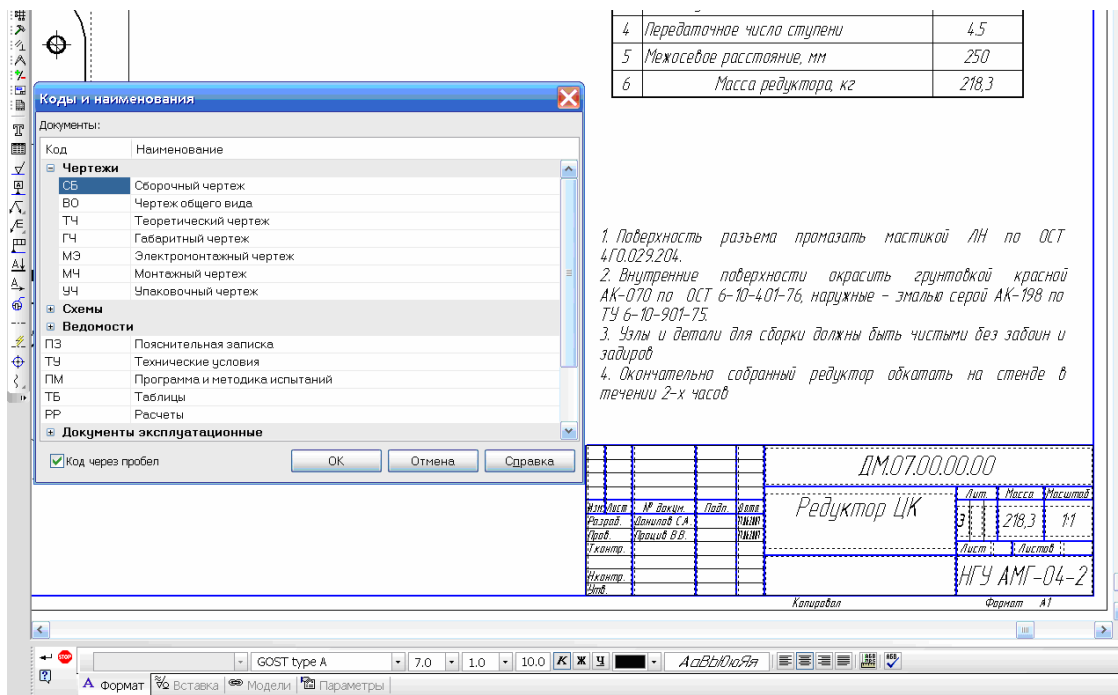 4 Передаточное число ступени 4.5
5 Межосевое расстояние, мм 250
6 Масса редуктора, кг 218,3
Коды и наименования
Документы:
Код Наименование
Чертежи
СБ Сборочный чертеж
ВО Чертеж общего вида
ТЧ Теоретический чертеж
ГЧ Габаритный чертеж
МЭ Электромонтажный чертеж
МЧ Монтажный чертеж
УЧ Упаковочный чертеж
Схемы
Ведомости
ПЗ Пояснительная записка
ТУ Технические условия
ПМ Программа и методика испытаний
ТБ Таблицы
РР Расчеты
Документы эксплуатационные
Код через пробел OK Отмена Справка
1. Поверхность разъема промазать мастикой ЛН по ОСТ
4Г0.029.204.
2. Внутренние поверхности окрасить грунтовкой красной
АК-070 по ОСТ 6-10-401-76, наружные – эмалью серой АК-198 по
ТУ 6-10-901-75.
3. Узлы и детали для сборки должны быть чистыми без забоин и
задиров
4. Окончательно собранный редуктор обкатать на стенде в
течении 2-х часов
ДМ.07.00.00.00
Редуктор ЦК
Лит. Масса Масштаб
218,3 1:1
Лист Листов
НГУ АМГ-04-2
Изм. Лист № докум. Подп. Дата
Разраб. Данилов С.А.
Пров. Процив В.В.
Т.контр.
Н.контр.
Утв.
Копировал Формат А1
GOST type A 7.0 1.0 10.0 К Ж Ч АаВbЮюЯя
Формат Вставка Модели Параметры